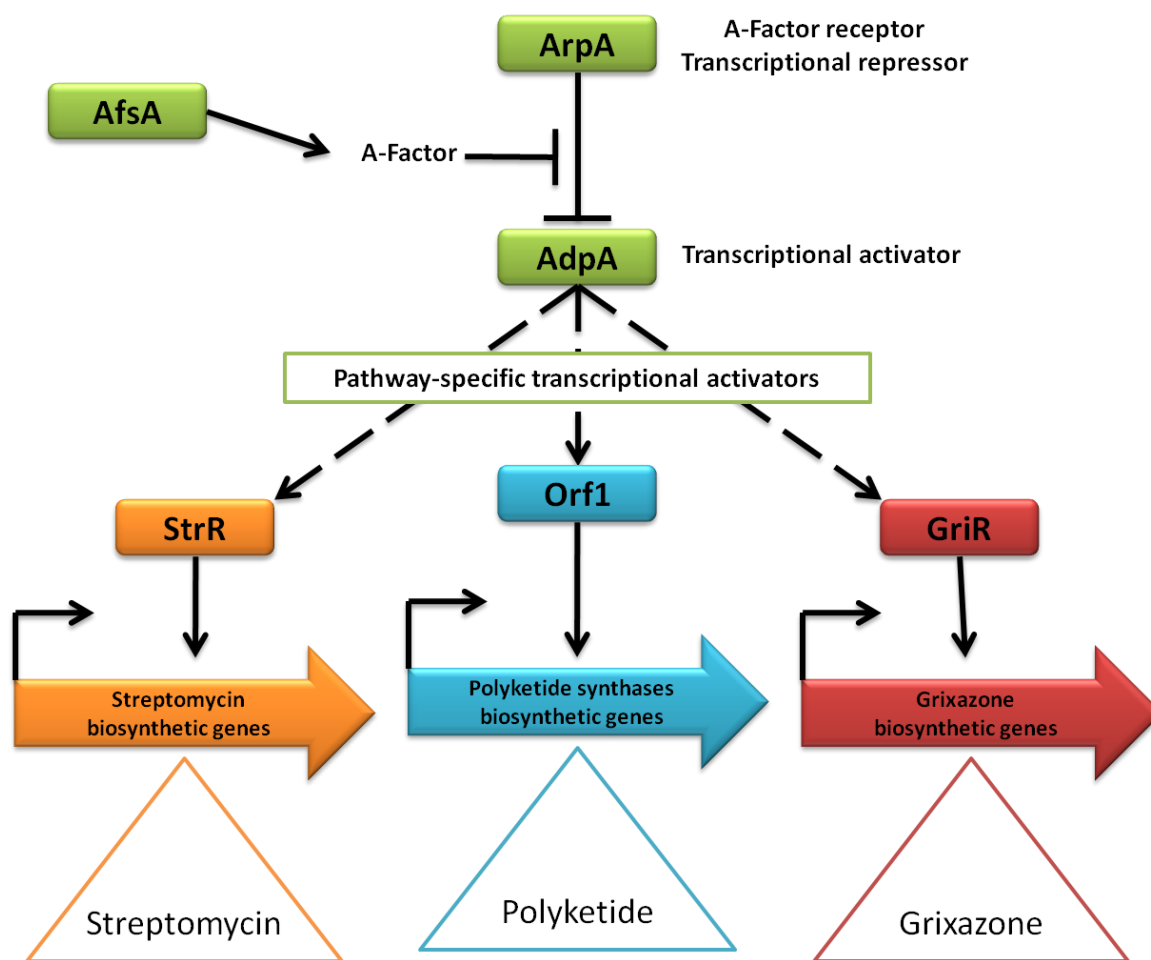 ArpA
A-Factor receptor
Transcriptional repressor
AfsA
A-Factor
AdpA
Transcriptional activator
Pathway-specific transcriptional activators
StrR
Orf1
GriR
Streptomycin
biosynthetic genes
Polyketide synthases
biosynthetic genes
Grixazone
biosynthetic genes
Streptomycin
Polyketide
Grixazone